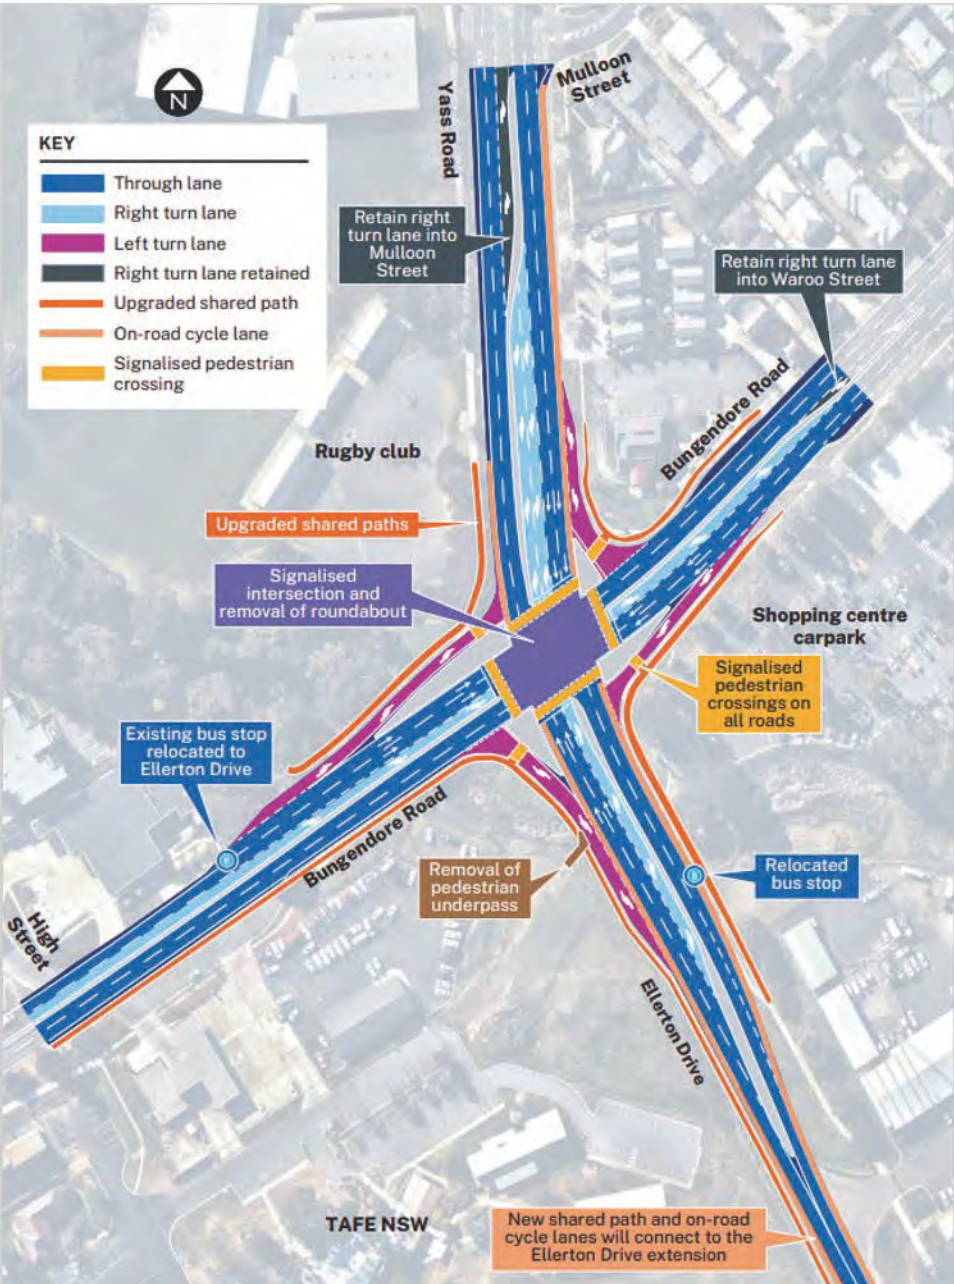 Mulloon
Street
Yass Road
N
KEY
Through lane
Right turn lane
Left turn lane
Right turn lane retained
Upgraded shared path
On-road cycle lane
Signalised pedestrian
crossing
Retain right
turn lane into
Mulloon
Street
Retain right turn lane
into Waroo Street
Bungendore Road
Rugby club
Upgraded shared paths
Signalised
intersection and
removal of roundabout
Shopping centre
carpark
Signalised
pedestrian
crossings on
all roads
Existing bus stop
relocated to
Ellerton Drive
Bungendore Road
Removal of
pedestrian
underpass
Relocated
bus stop
High
Street
Ellerton Drive
TAFE NSW
New shared path and on-road
cycle lanes will connect to the
Ellerton Drive extension